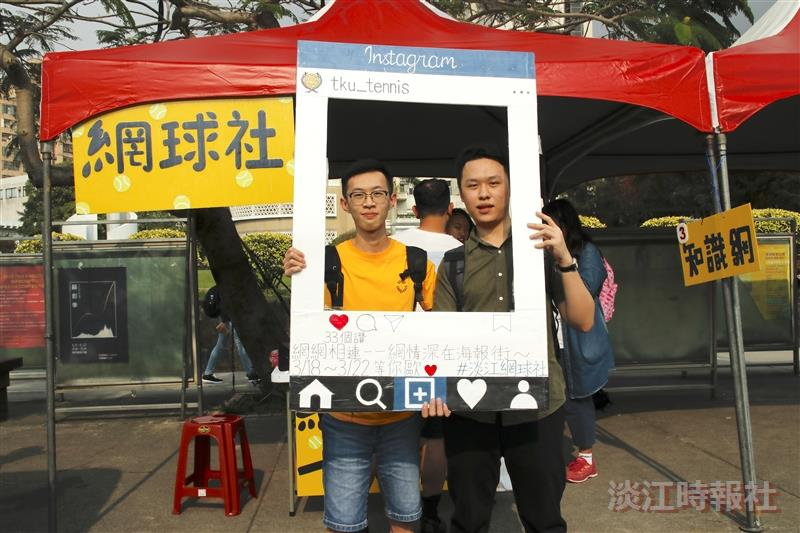 Instagram
tku_tennis
網球社
3
知識網
33個讚
網網相連--網情深在海報街~
3/18~3/22 等你歐 #淡江網球社
淡江時報社